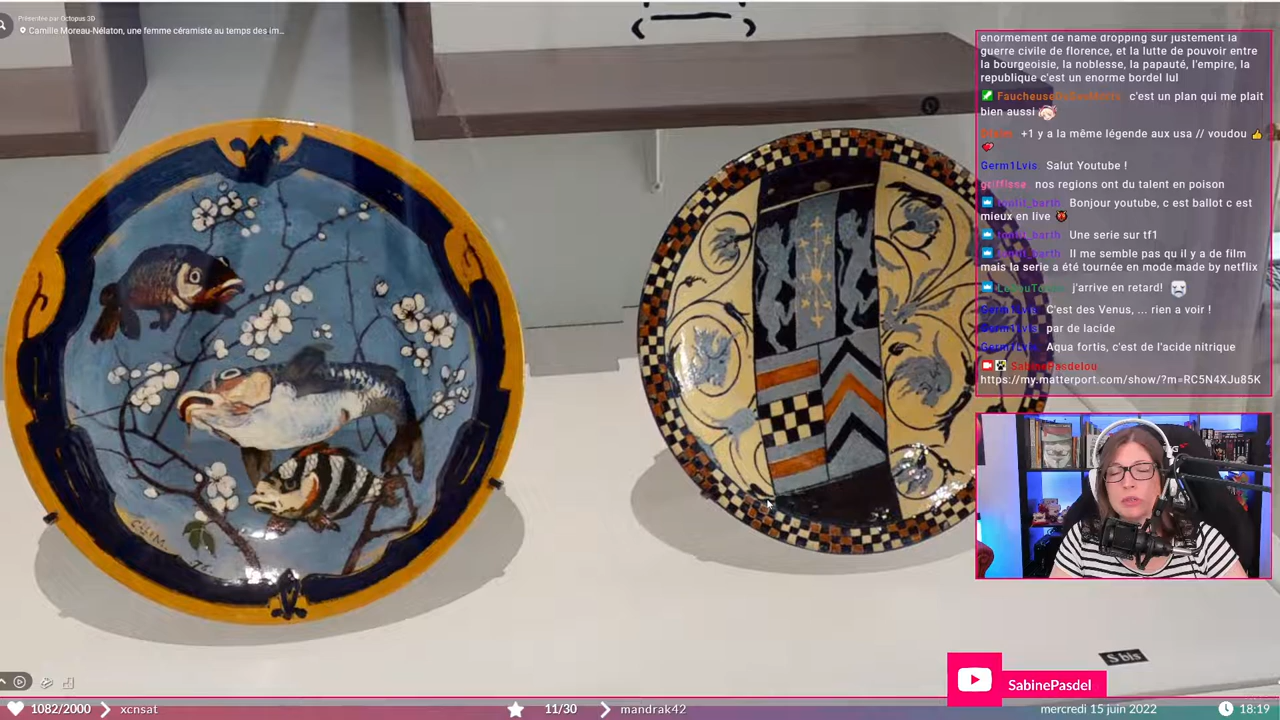 Présentée par Octopus 3D
Camille Moreau-Nélaton, une femme céramiste au temps des im...
enormement de name dropping sur justement la
guerre civile de florence, et la lutte de pouvoir entre
la bourgeoisie, la noblesse, la papauté, l'empire, la
republique c'est un enorme bordel lul
c'est un plan qui me plait
bien aussi
+1 y a la même légende aux usa // voudou
Germ1Lvis Salut Youtube !
griffisse nos regions ont du talent en poison
Bonjour youtube, c est ballot c est
mieux en live
Une serie sur tf1
Il me semble pas qu il y a de film
mais la serie a été tournée en mode made by netflix
j'arrive en retard!
Germ1Lvis C'est des Venus, ... rien a voir !
Germ1Lvis par de lacide
Germ1Lvis Aqua fortis, c'est de l'acide nitrique
SabinePasdelou
https://my.matterport.com/show/?m=RC5N4XJu85K
5 bis
SabinePasdel
1082/2000 xcnsat 11/30 mandrak42 mercredi 15 juin 2022 18:19